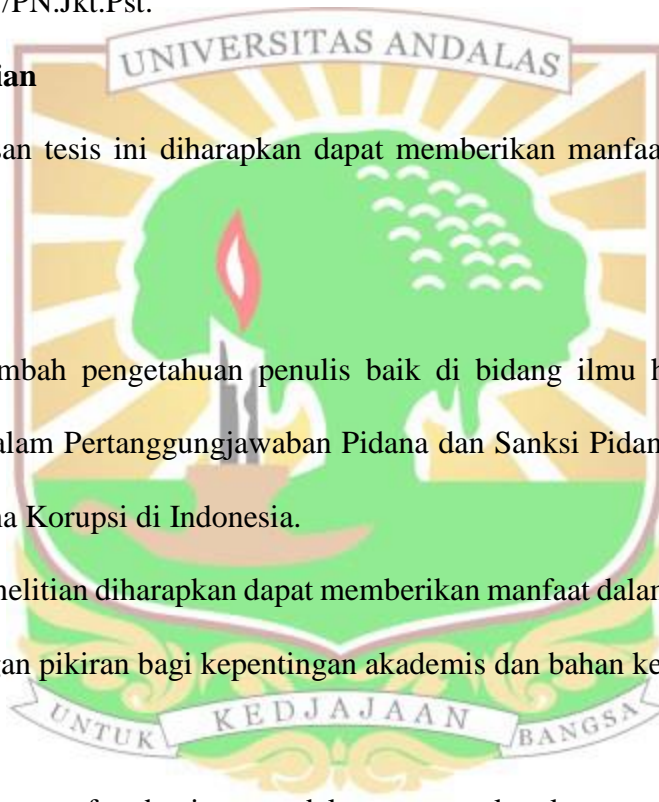 /PN.Jkt.Pst.
UNIVERSITAS ANDALAS
ian
san tesis ini diharapkan dapat memberikan manfaa
mbah pengetahuan penulis baik di bidang ilmu h
alam Pertanggungjawaban Pidana dan Sanksi Pidan
na Korupsi di Indonesia.
nelitian diharapkan dapat memberikan manfaat dalan
gan pikiran bagi kepentingan akademis dan bahan ke
UNTUK KEDJAJAAN BANGSA